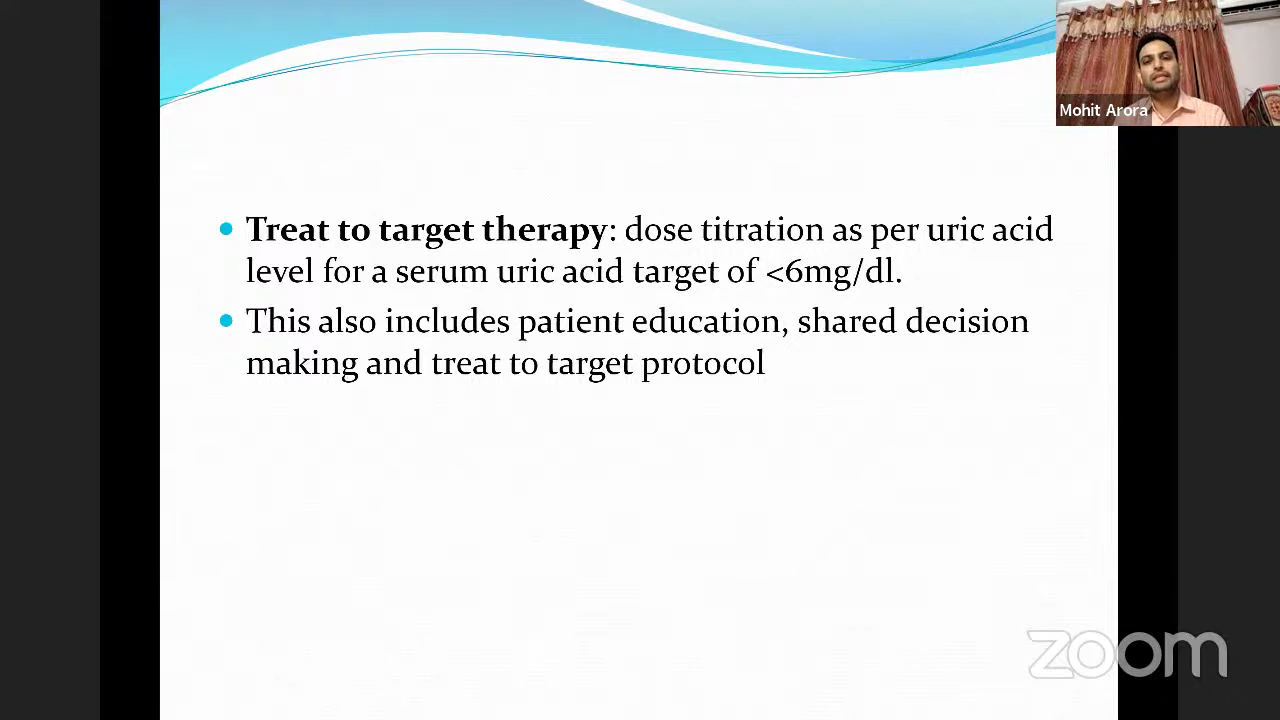 Mohit Arora
Treat to target therapy: dose titration as per uric acid
level for a serum uric acid target of <6mg/dl.
This also includes patient education, shared decision
making and treat to target protocol
zoom